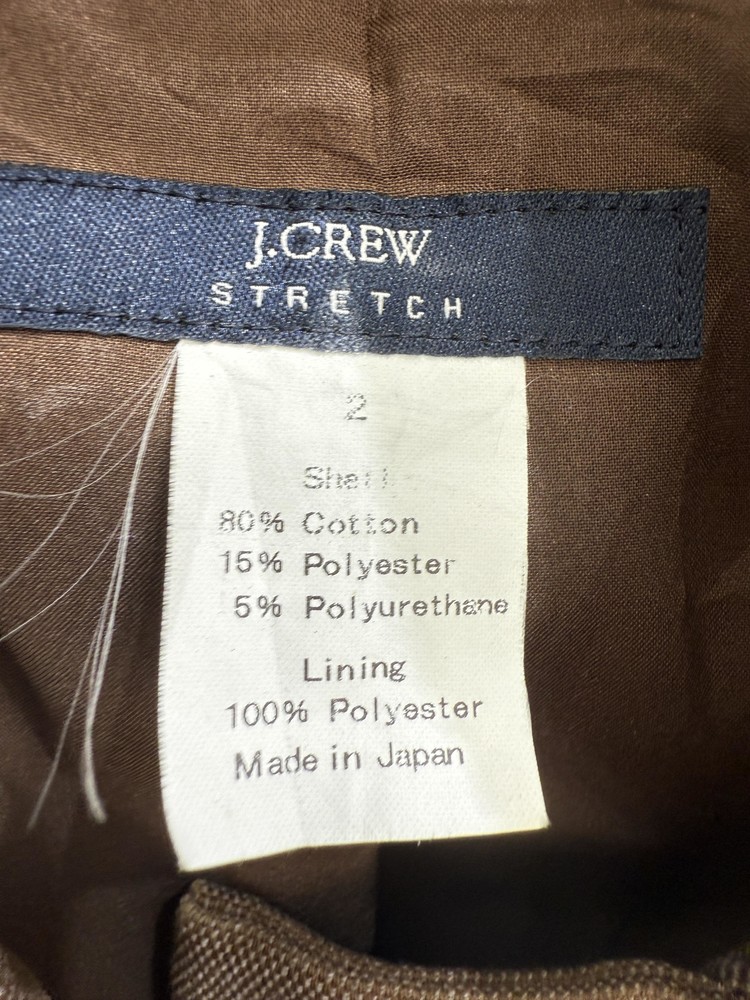 J.CREW
STRETCH
2
Shell
80% Cotton
15% Polyester
5% Polyurethane
Lining
100% Polyester
Made in Japan